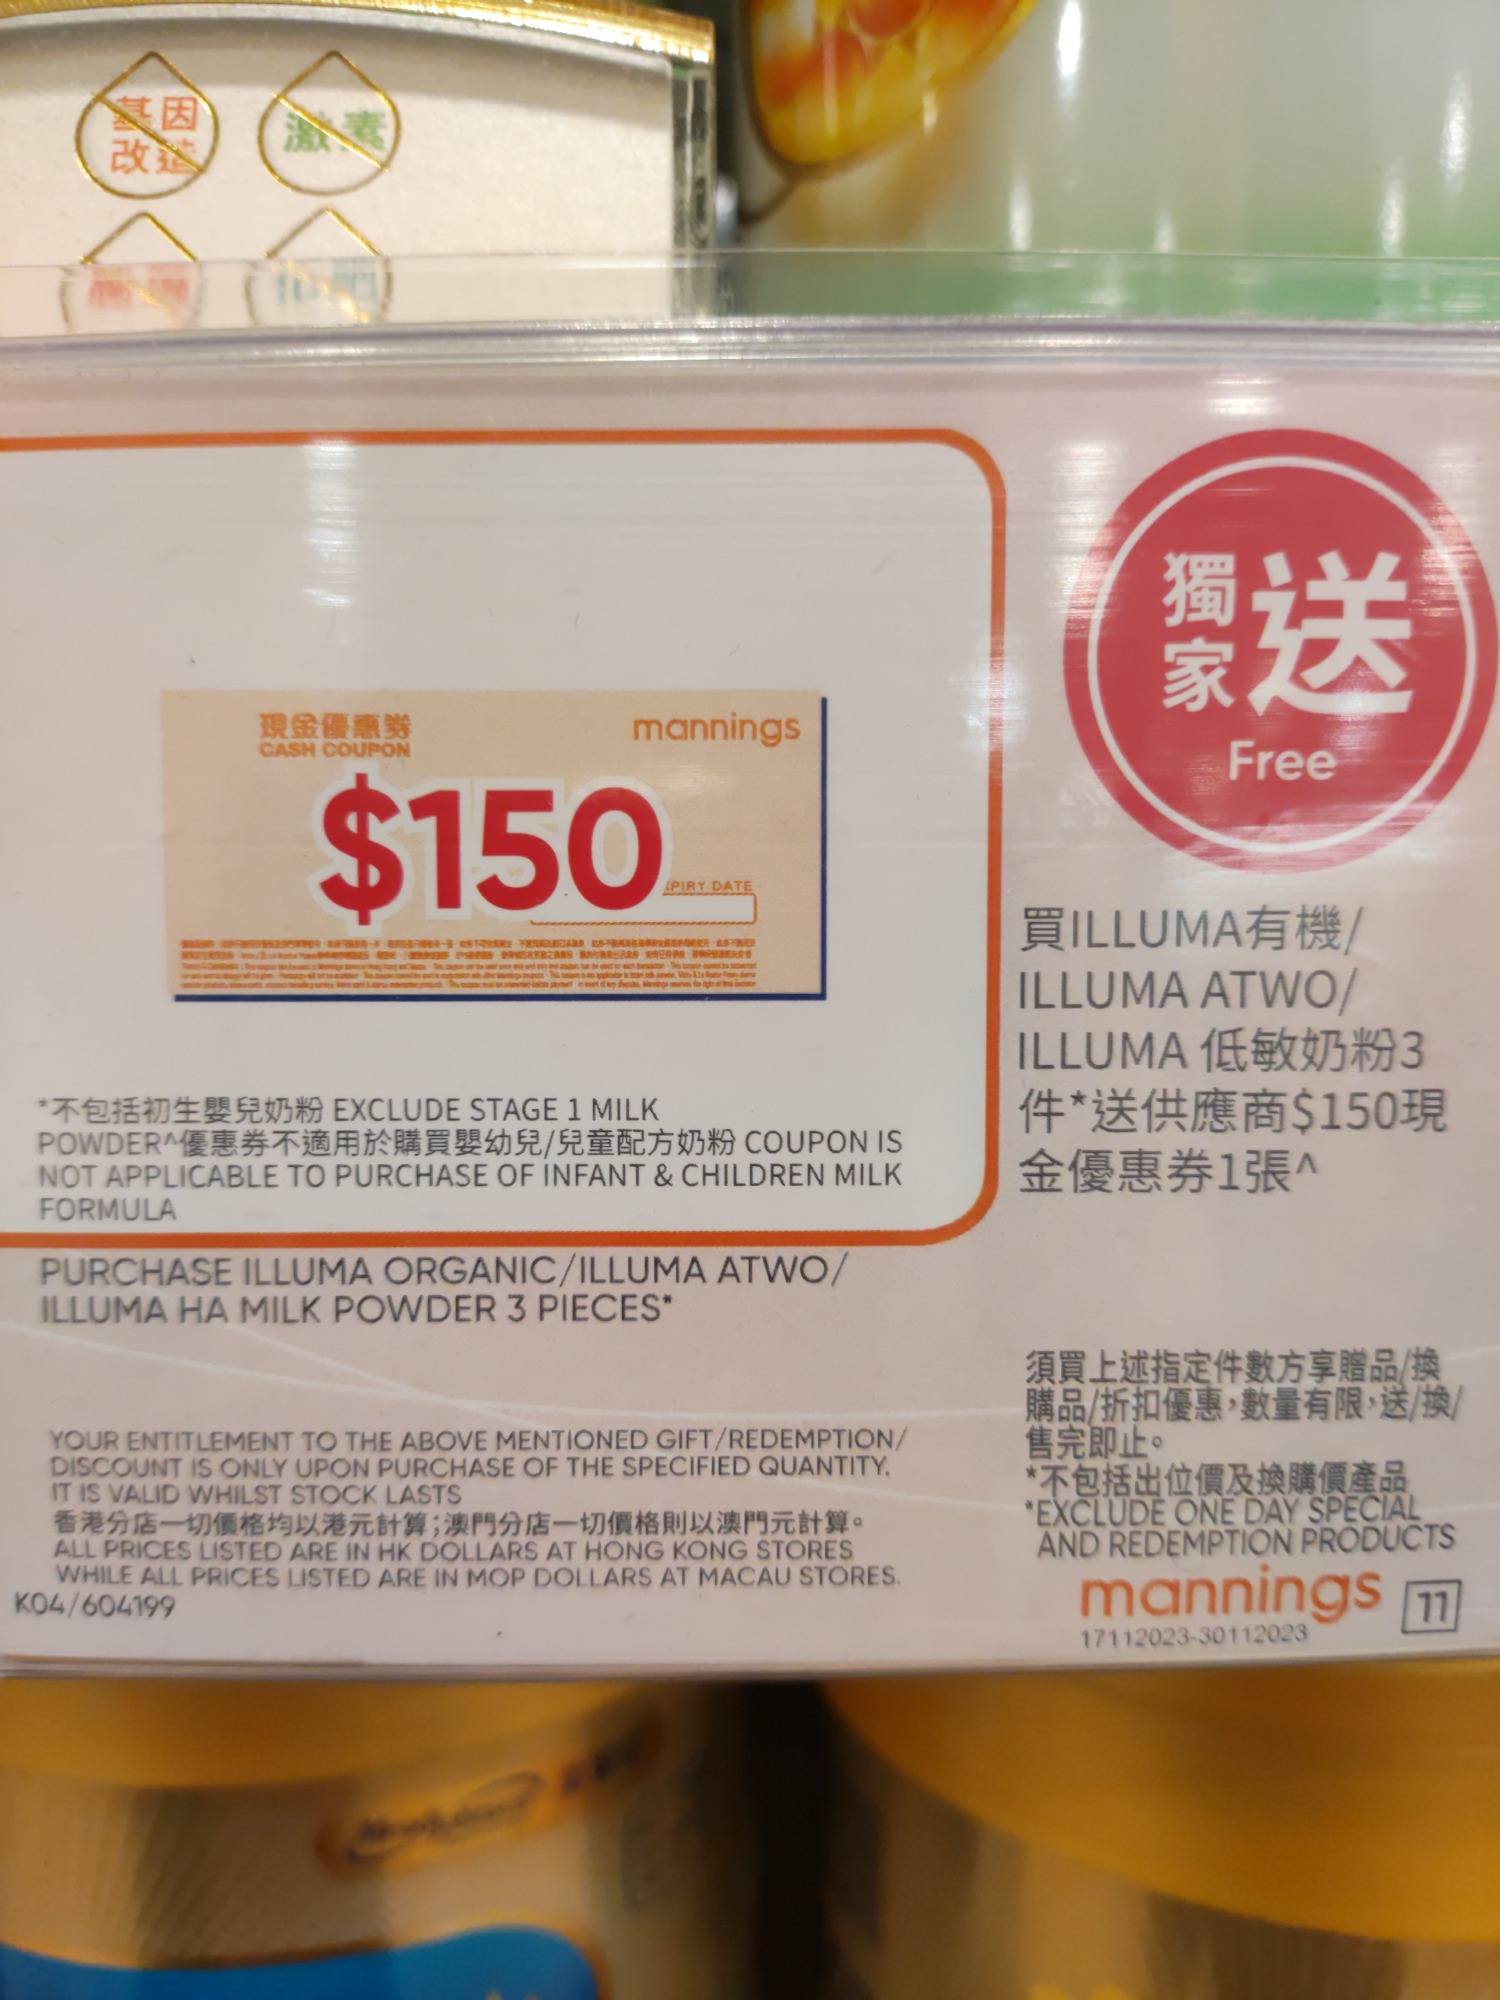 基因
改造
激素
獨家
送
Free
現金優惠券
CASH COUPON
mannings
$150
PIRY DATE
買ILLUMA有機/
ILLUMA ATWO/
ILLUMA 低敏奶粉3
件*送供應商$150現
金優惠券1張^
*不包括初生嬰兒奶粉 EXCLUDE STAGE 1 MILK
POWDER^優惠券不適用於購買嬰幼兒/兒童配方奶粉 COUPON IS
NOT APPLICABLE TO PURCHASE OF INFANT & CHILDREN MILK
FORMULA
PURCHASE ILLUMA ORGANIC/ILLUMA ATWO/
ILLUMA HA MILK POWDER 3 PIECES*
須買上述指定件數方享贈品/換
購品/折扣優惠，數量有限，送/換/
售完即止。
*不包括出位價及換購價產品
*EXCLUDE ONE DAY SPECIAL
AND REDEMPTION PRODUCTS
YOUR ENTITLEMENT TO THE ABOVE MENTIONED GIFT/REDEMPTION/
DISCOUNT IS ONLY UPON PURCHASE OF THE SPECIFIED QUANTITY.
IT IS VALID WHILST STOCK LASTS
香港分店一切價格均以港元計算；澳門分店一切價格則以澳門元計算。
ALL PRICES LISTED ARE IN HK DOLLARS AT HONG KONG STORES
WHILE ALL PRICES LISTED ARE IN MOP DOLLARS AT MACAU STORES.
K04/604199
mannings
11
17112023-30112023